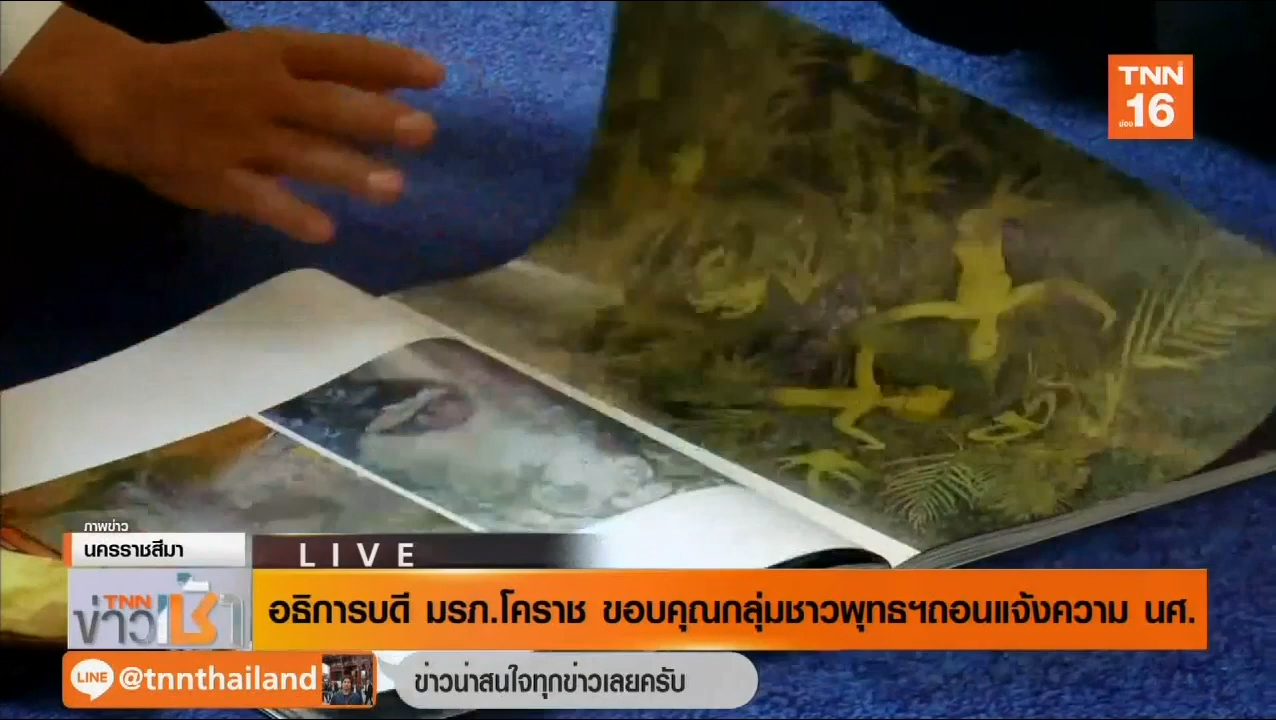 TNN
ช่อง 16
ภาพข่าว
นครราชสีมา
LIVE
TNN
ข่าวเช้า
อธิการบดี มรภ.โคราช ขอบคุณกลุ่มชาวพุทธฯถอนแจ้งความ นศ.
LINE @tnnthailand
ข่าวน่าสนใจทุกข่าวเลยครับ